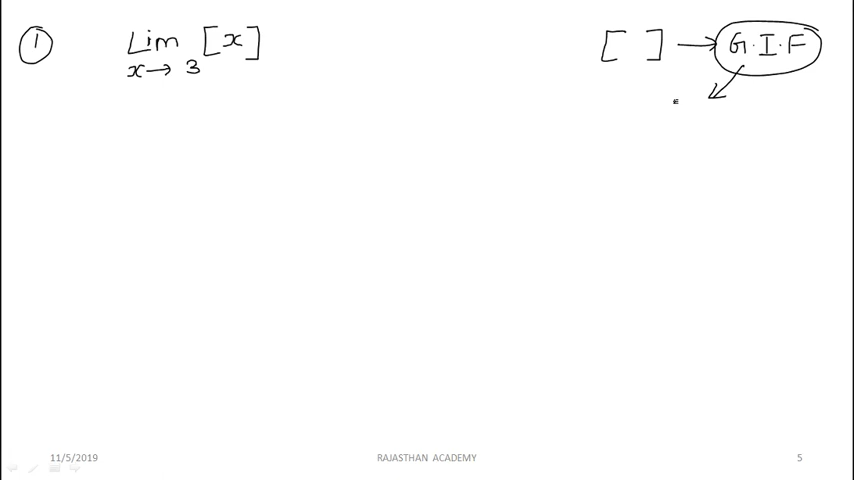 ① Lim [x] [ ] → G.I.F
x → 3
11/5/2019 RAJASTHAN ACADEMY 5